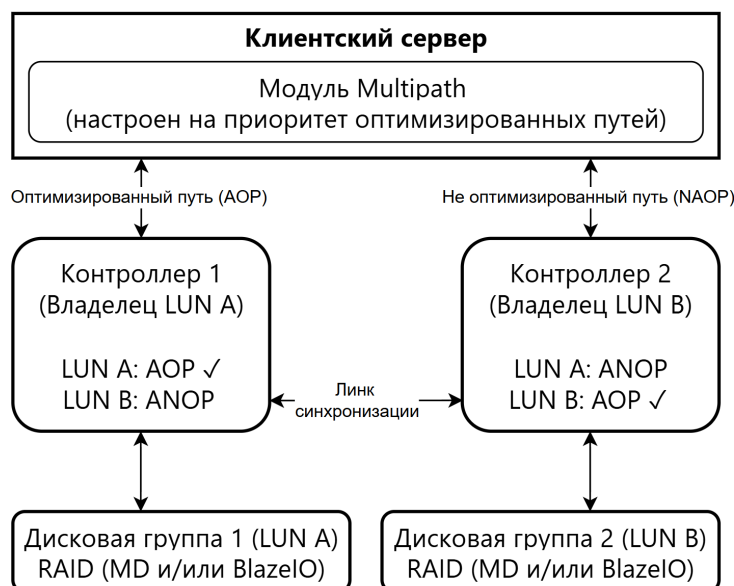 Клиентский сервер
Модуль Multipath
(настроен на приоритет оптимизированных путей)
Оптимизированный путь (AOP)
Не оптимизированный путь (NAOP)
Контроллер 1
(Владелец LUN A)
LUN A: AOP ✓
LUN B: ANOP
Линк
синхронизации
Контроллер 2
(Владелец LUN B)
LUN A: ANOP
LUN B: AOP ✓
Дисковая группа 1 (LUN A)
RAID (MD и/или BlazeIO)
Дисковая группа 2 (LUN B)
RAID (MD и/или BlazeIO)